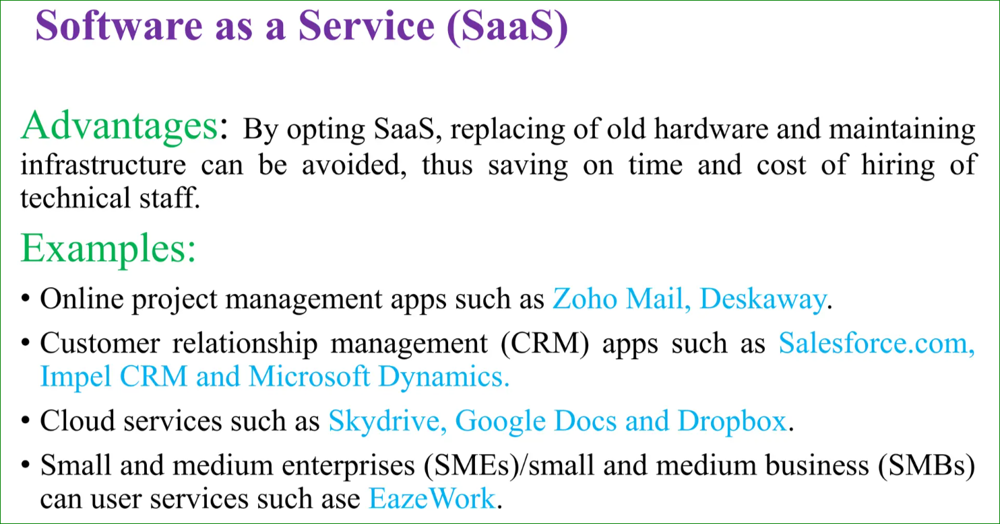 Software as a Service (SaaS)
Advantages: By opting SaaS, replacing of old hardware and maintaining
infrastructure can be avoided, thus saving on time and cost of hiring of
technical staff.
Examples:
• Online project management apps such as Zoho Mail, Deskaway.
• Customer relationship management (CRM) apps such as Salesforce.com,
Impel CRM and Microsoft Dynamics.
• Cloud services such as Skydrive, Google Docs and Dropbox.
• Small and medium enterprises (SMEs)/small and medium business (SMBs)
can user services such ase EazeWork.